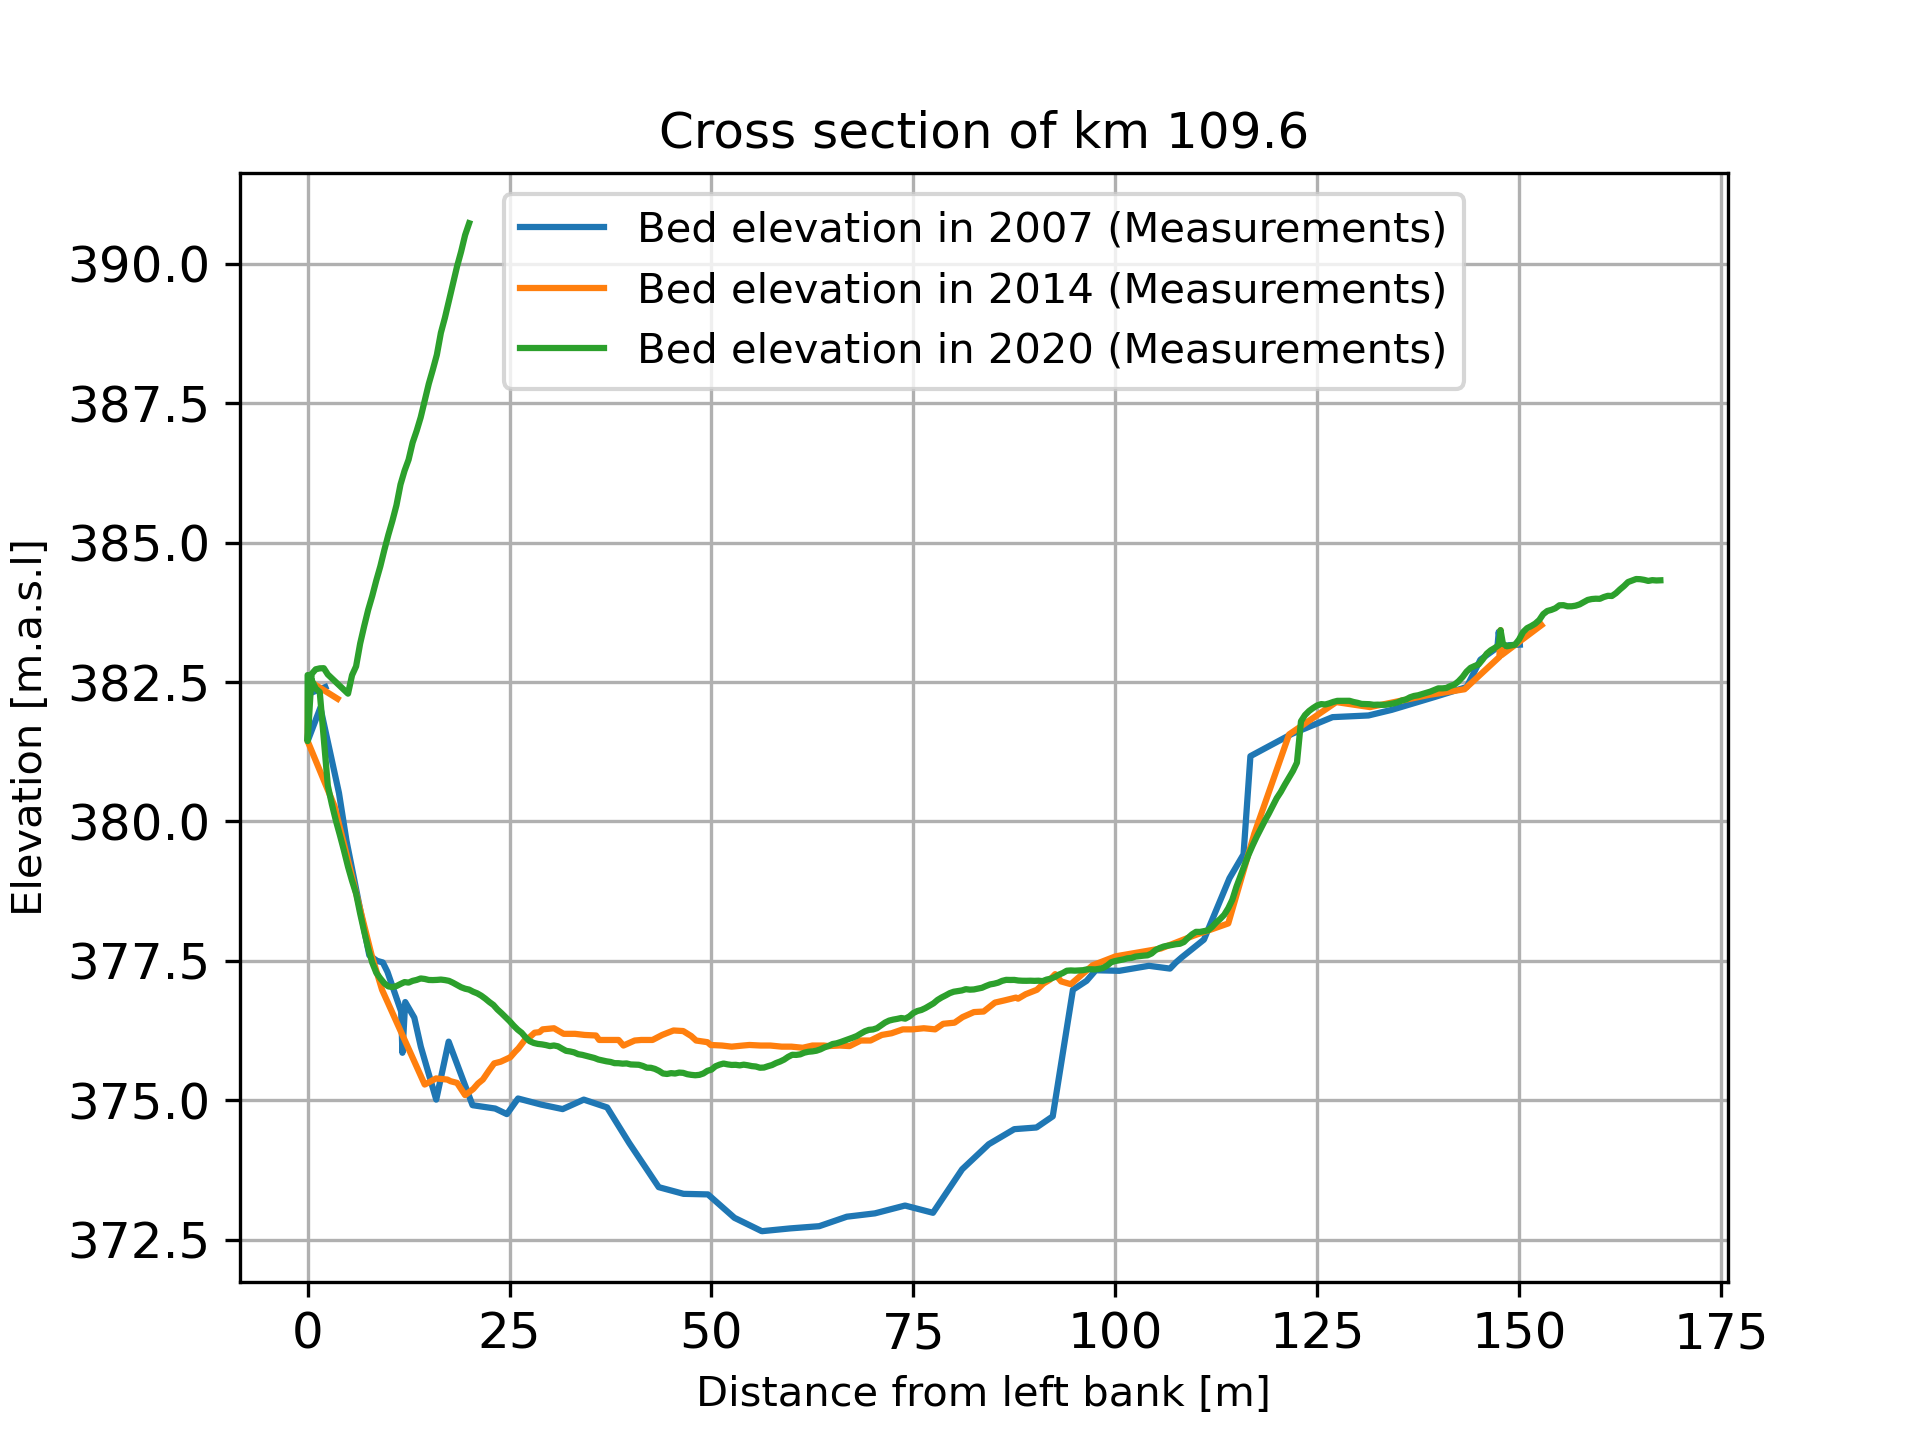 Cross section of km 109.6
Bed elevation in 2007 (Measurements)
Bed elevation in 2014 (Measurements)
Bed elevation in 2020 (Measurements)
Elevation [m.a.s.l]
390.0
387.5
385.0
382.5
380.0
377.5
375.0
372.5
0 25 50 75 100 125 150 175
Distance from left bank [m]